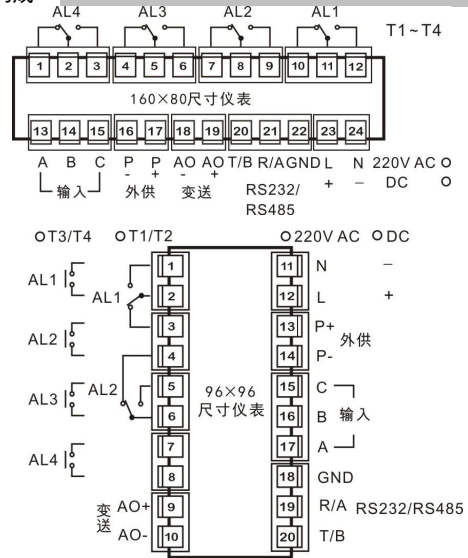 AL4 AL3 AL2 AL1
T1~T4
1 2 3 4 5 6 7 8 9 10 11 12
160×80尺寸仪表
13 14 15 16 17 18 19 20 21 22 23 24
A B C P P AO AO T/B R/A GND L N 220V AC
- + - + + − DC
输入 外供 变送 RS232/
RS485
T3/T4 T1/T2 220V AC DC
1 11 N −
AL1 AL1 2 12 L +
3 13 P+
AL2 4 14 P- 外供
AL3 AL2 5 96×96 15 C
6 尺寸仪表 16 B 输入
7 17 A
AL4 8 18 GND
变送 AO+ 9 19 R/A RS232/RS485
AO- 10 20 T/B